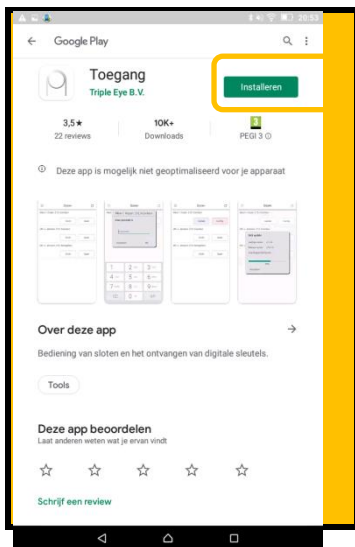 20:53
Google Play
Toegang
Triple Eye B.V.
Installeren
3,5★
22 reviews
10K+
Downloads
3
PEGI 3
Deze app is mogelijk niet geoptimaliseerd voor je apparaat
Over deze app
Bediening van sloten en het ontvangen van digitale sleutels.
Tools
Deze app beoordelen
Laat anderen weten wat je ervan vindt
Schrijf een review